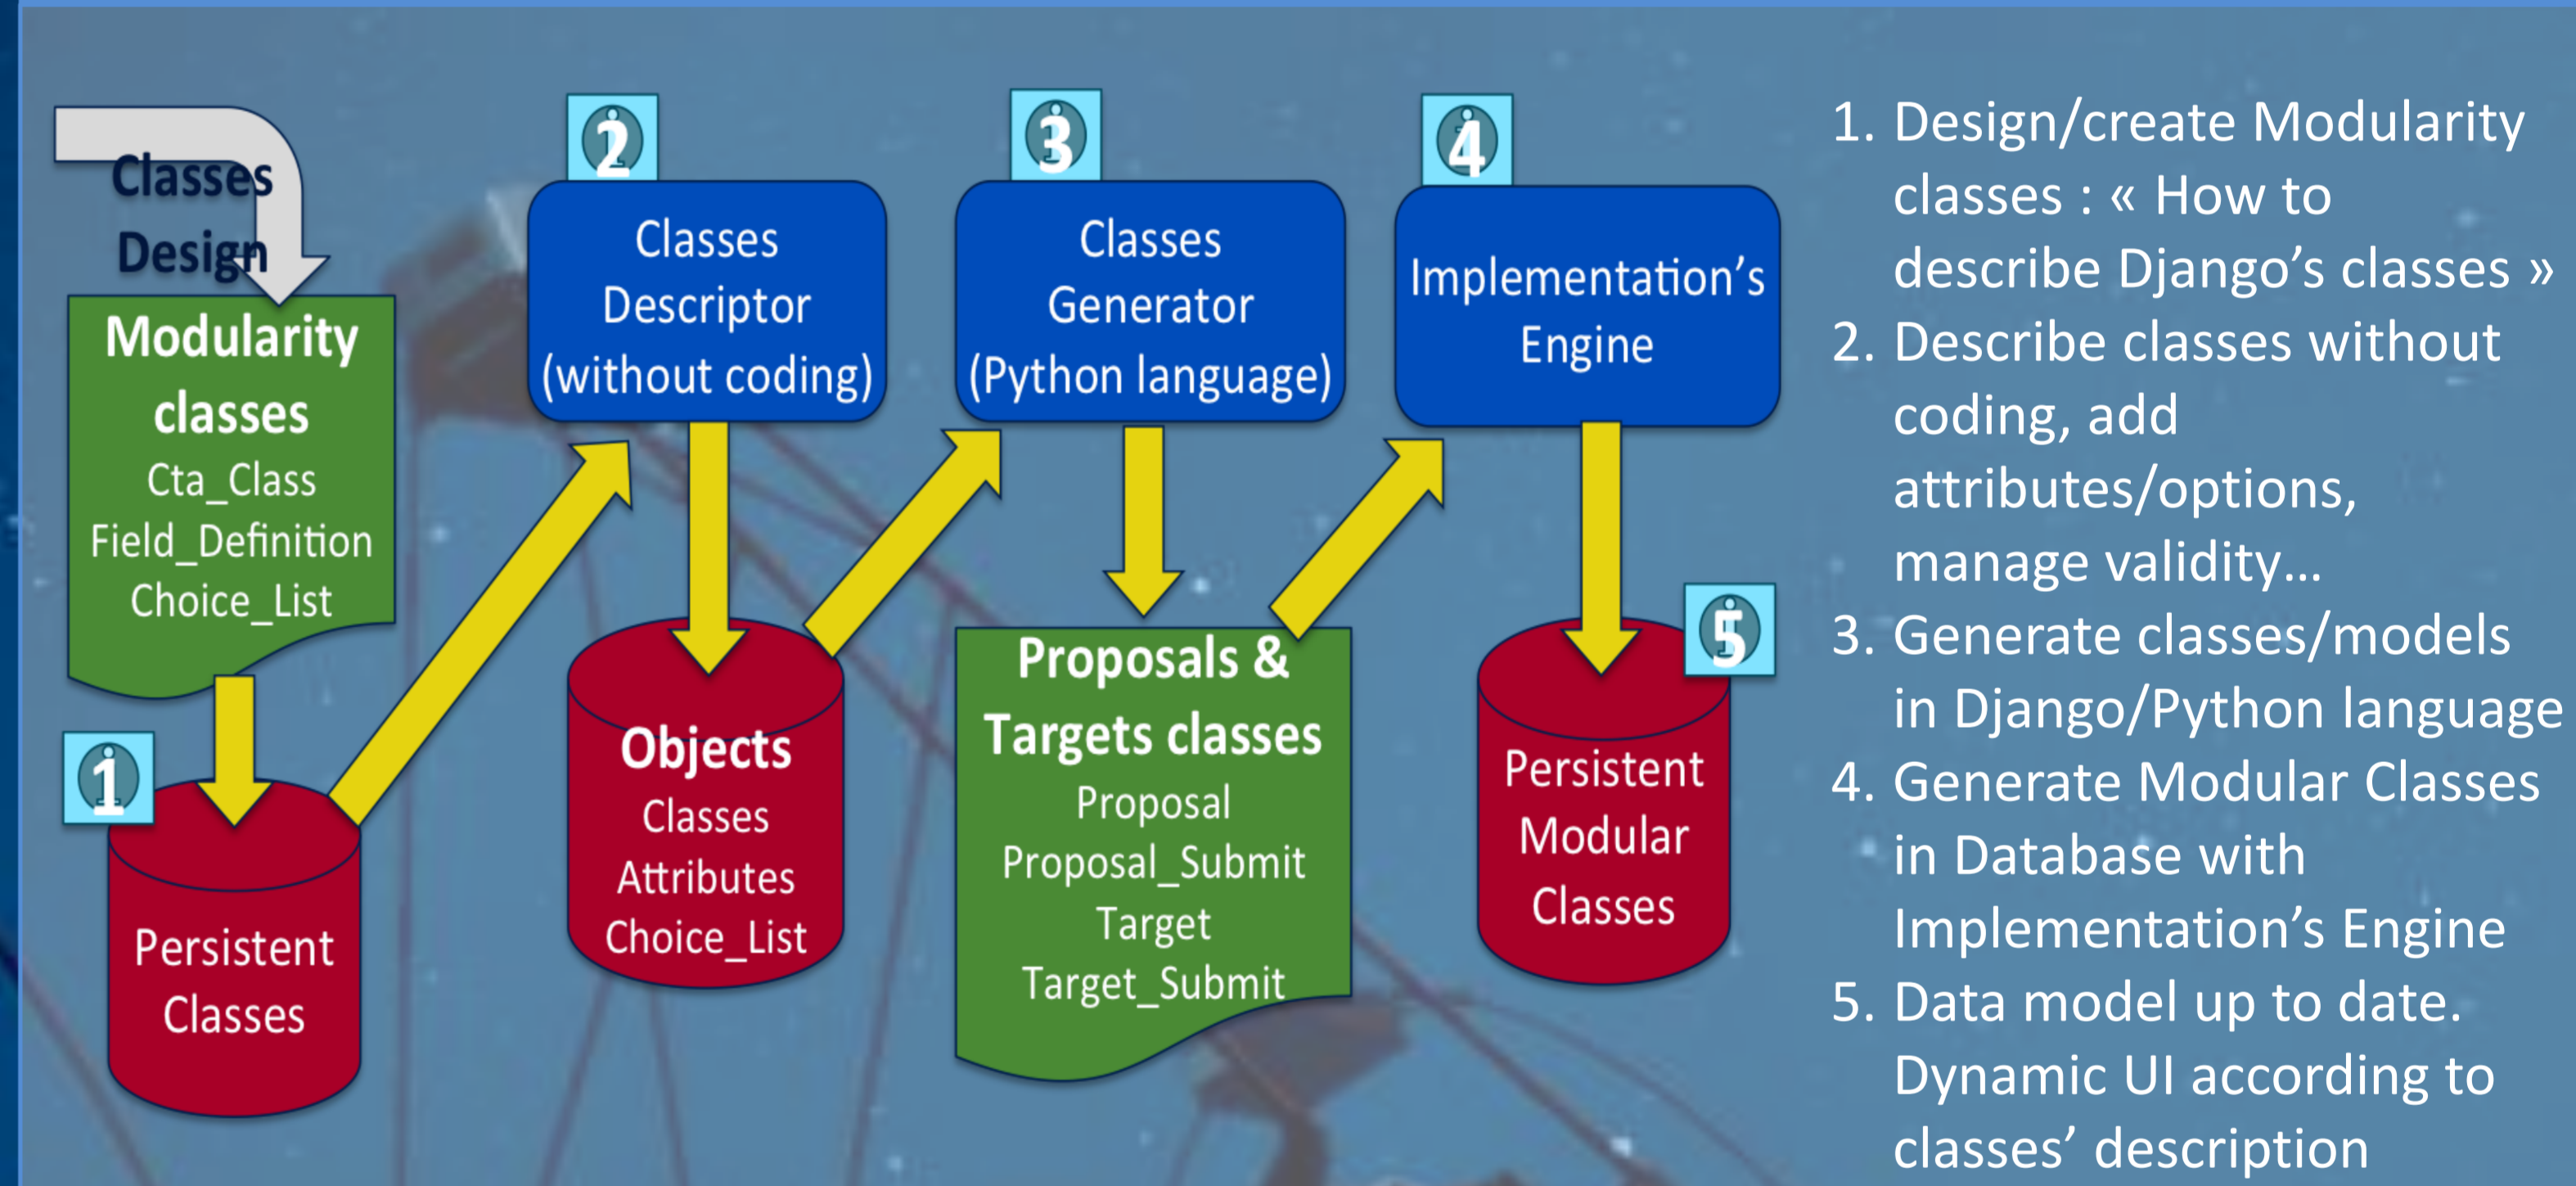 Classes
Design
Modularity
classes
Cta_Class
Field_Definition
Choice_List
1
Persistent
Classes
2
Classes
Descriptor
(without coding)
Objects
Classes
Attributes
Choice_List
3
Classes
Generator
(Python language)
Proposals &
Targets classes
Proposal
Proposal_Submit
Target
Target_Submit
4
Implementation’s
Engine
5
Persistent
Modular
Classes
1. Design/create Modularity
classes : « How to
describe Django’s classes »
2. Describe classes without
coding, add
attributes/options,
manage validity…
3. Generate classes/models
in Django/Python language
4. Generate Modular Classes
in Database with
Implementation’s Engine
5. Data model up to date.
Dynamic UI according to
classes’ description